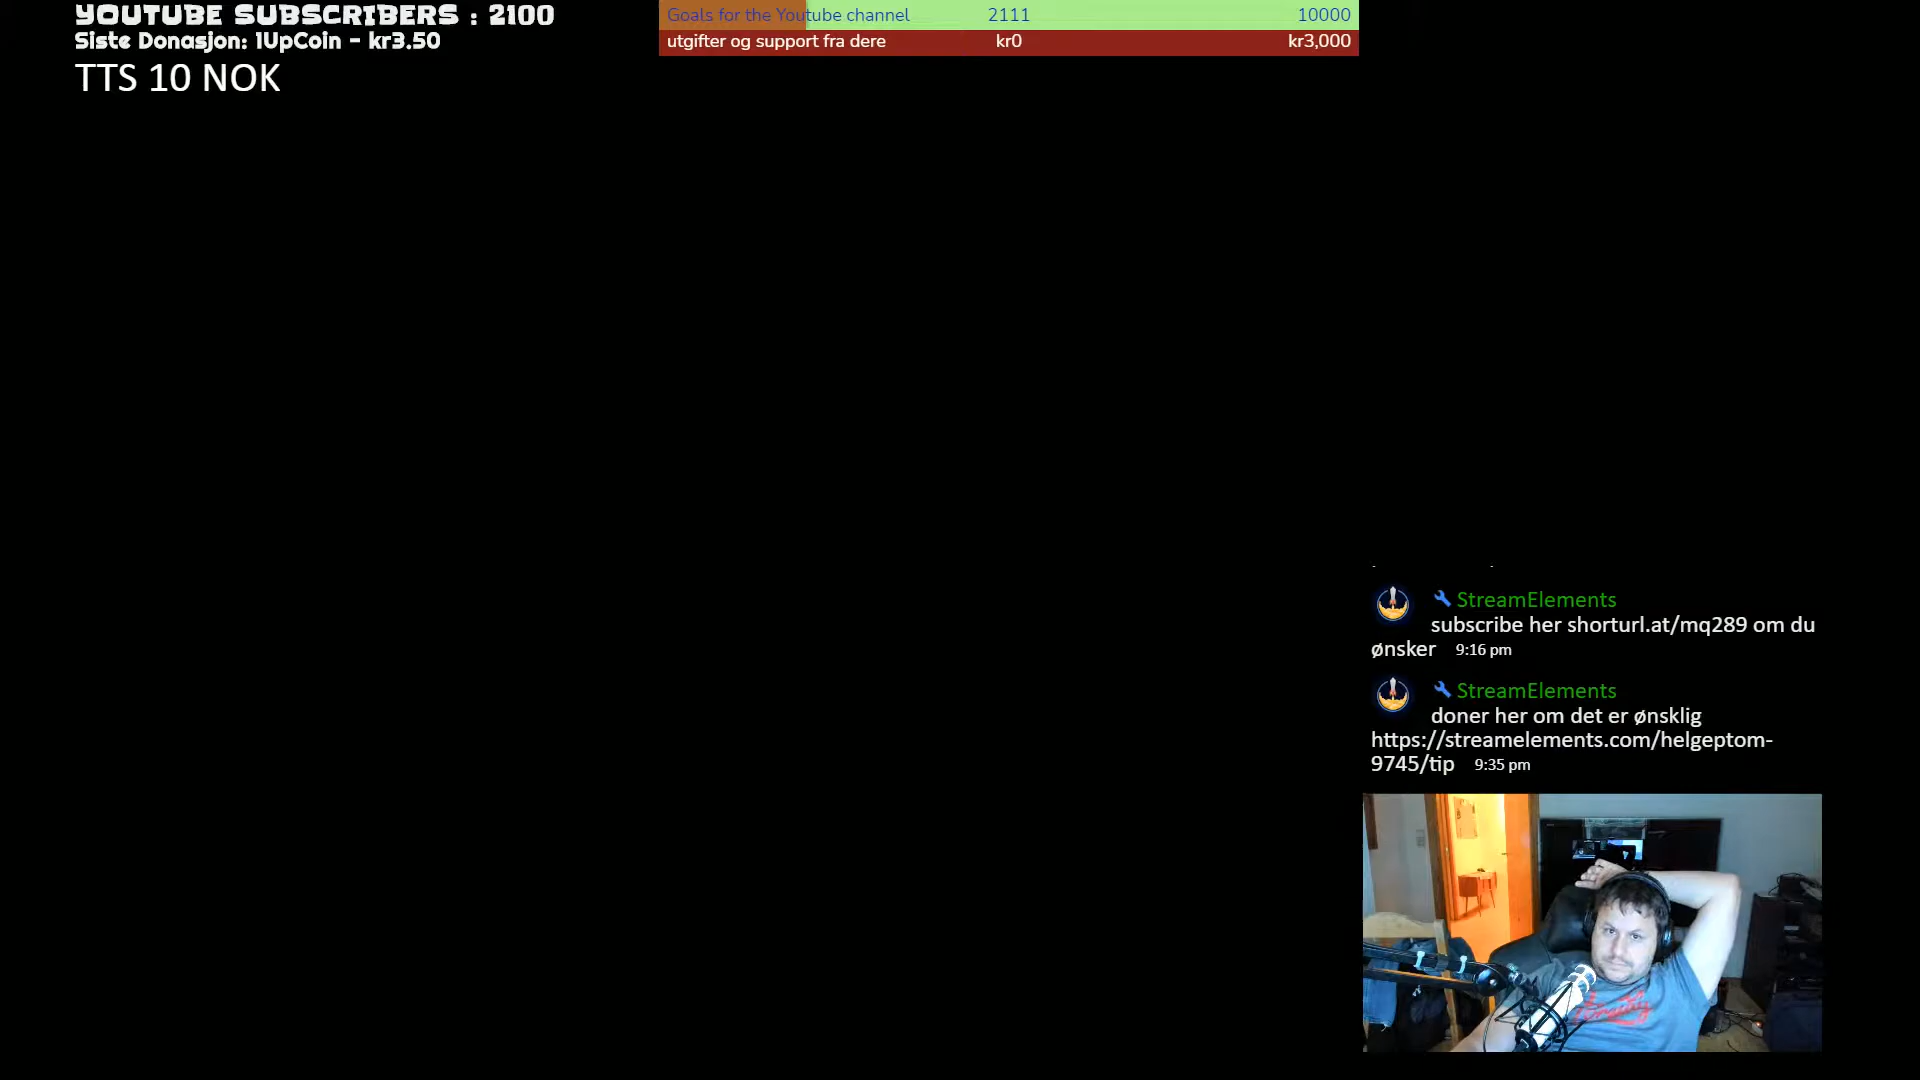 YOUTUBE SUBSCRIBERS : 2100
Siste Donasjon: 1UpCoin - kr3.50
TTS 10 NOK
Goals for the Youtube channel 2111 10000
utgifter og support fra dere kr0 kr3,000
StreamElements
subscribe her shorturl.at/mq289 om du
ønsker 9:16 pm
StreamElements
doner her om det er ønsklig
https://streamelements.com/helgeptom-
9745/tip 9:35 pm